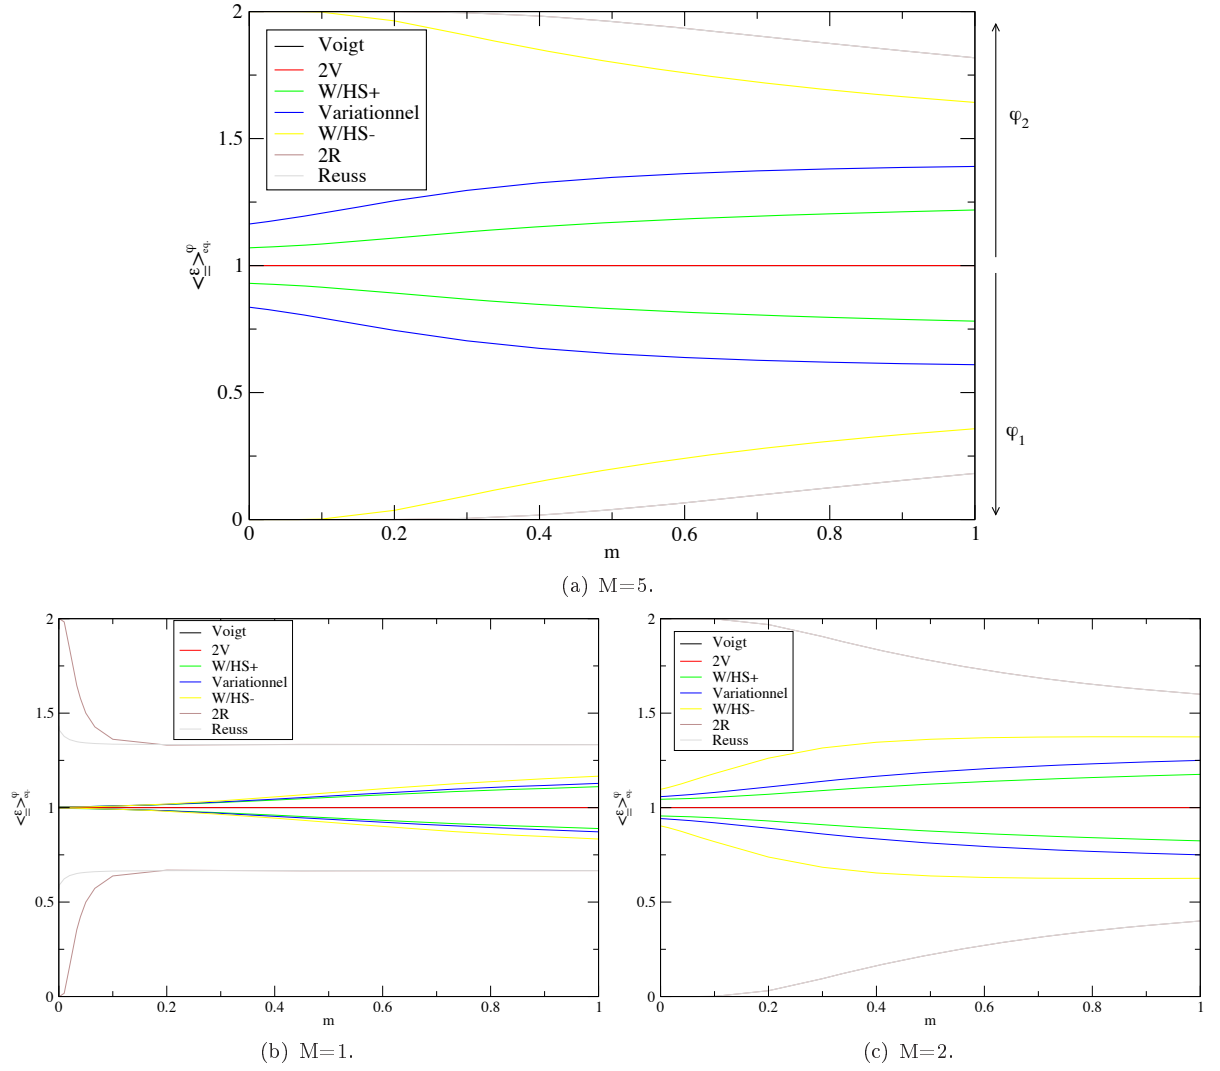 2
1.5
1
0.5
0
Voigt
2V
W/HS+
Variationnel
W/HS-
2R
Reuss
<ε>φeq.
φ2
φ1
0 0.2 0.4 0.6 0.8 1
m
(a) M=5.
2
1.5
1
0.5
0
Voigt
2V
W/HS+
Variationnel
W/HS-
2R
Reuss
<ε>φeq.
0 0.2 0.4 0.6 0.8 1
m
(b) M=1.
2
1.5
1
0.5
0
Voigt
2V
W/HS+
Variationnel
W/HS-
2R
Reuss
<ε>φeq.
0 0.2 0.4 0.6 0.8 1
m
(c) M=2.